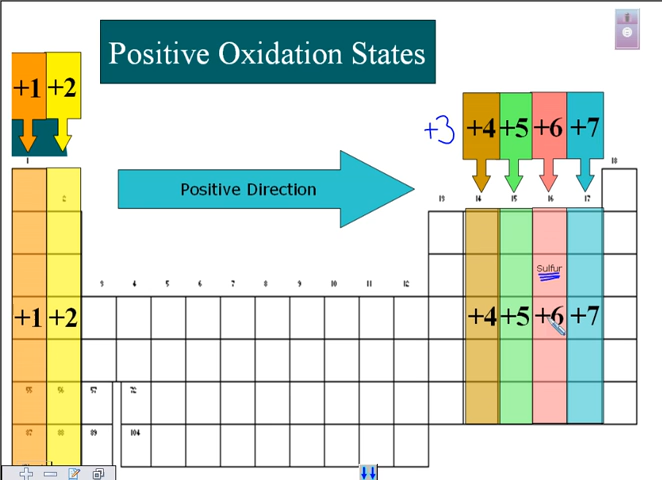 Positive Oxidation States
+1 +2
+3 +4 +5 +6 +7
Positive Direction
1 18
2 13 14 15 16 17
Sulfur
3 4 5 6 7 8 9 10 11 12
+1 +2 +4 +5 +6 +7
55 56 57 72
87 88 89 104